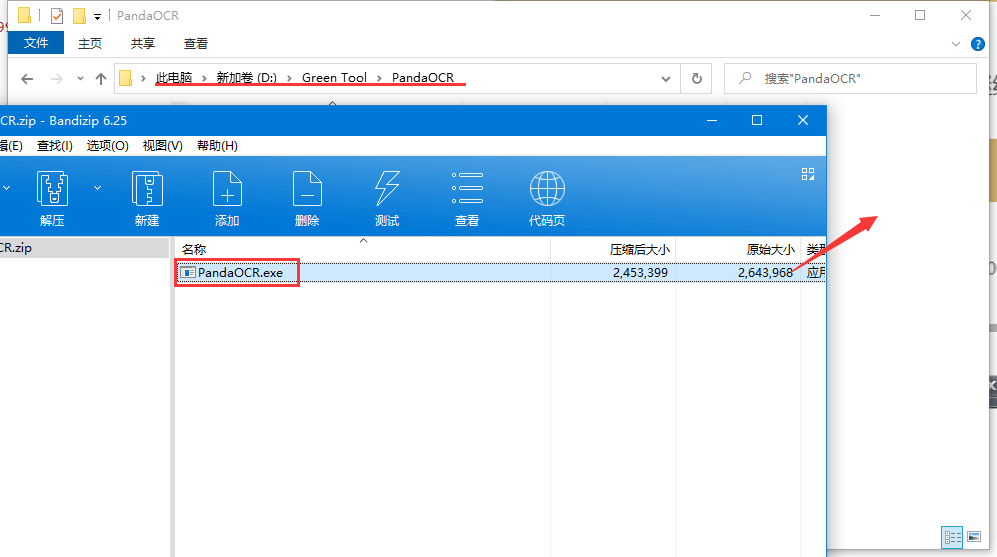 PandaOCR
文件 主页 共享 查看
此电脑 新加卷 (D:) Green Tool PandaOCR 搜索"PandaOCR"
CR.zip - Bandizip 6.25
辑(E) 查找(I) 选项(O) 视图(V) 帮助(H)
解压 新建 添加 删除 测试 查看 代码页
CR.zip
名称 压缩后大小 原始大小 类型
PandaOCR.exe 2,453,399 2,643,968 应用